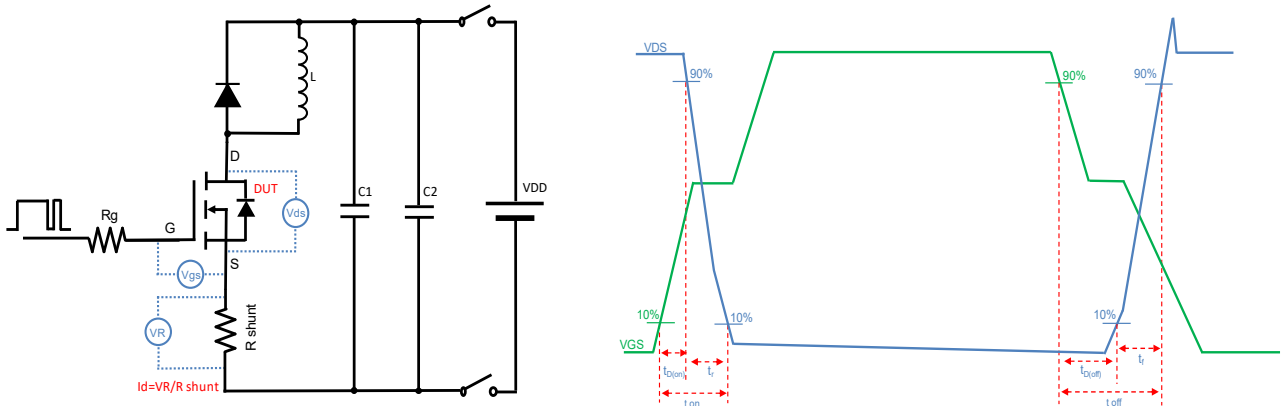 L
D
DUT
C1
C2
VDD
Rg
G
Vds
Vgs
S
VR
R shunt
Id=VR/R shunt
VDS
90%
90%
90%
10%
10%
10%
VGS
tD(on)
tr
t on
tD(off)
tf
t off